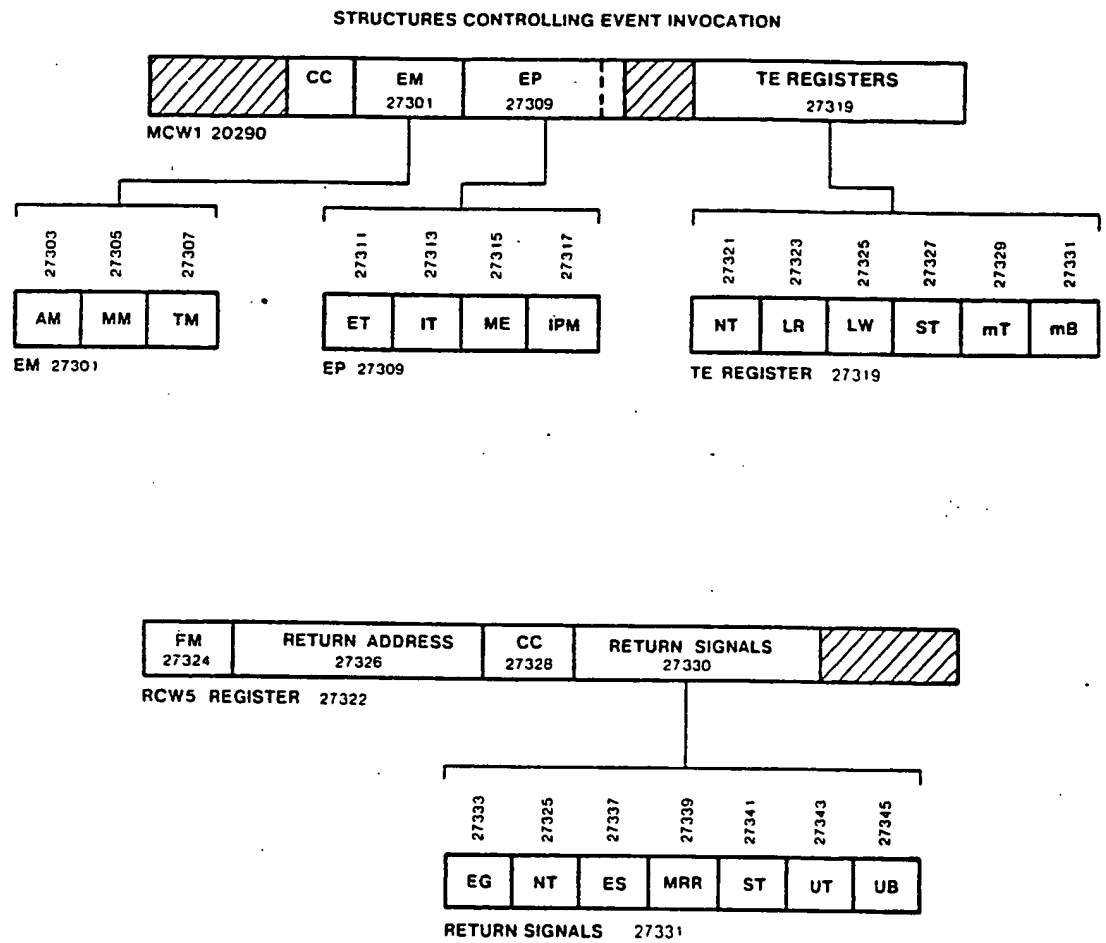 STRUCTURES CONTROLLING EVENT INVOCATION
CC EM EP TE REGISTERS
27301 27309 27319
MCW1 20290
27303 27305 27307 27311 27313 27315 27317 27321 27323 27325 27327 27329 27331
AM MM TM ET IT ME IPM NT LR LW ST mT mB
EM 27301 EP 27309 TE REGISTER 27319
FM RETURN ADDRESS CC RETURN SIGNALS
27324 27326 27328 27330
RCW5 REGISTER 27322
27333 27325 27337 27339 27341 27343 27345
EG NT ES MRR ST UT UB
RETURN SIGNALS 27331